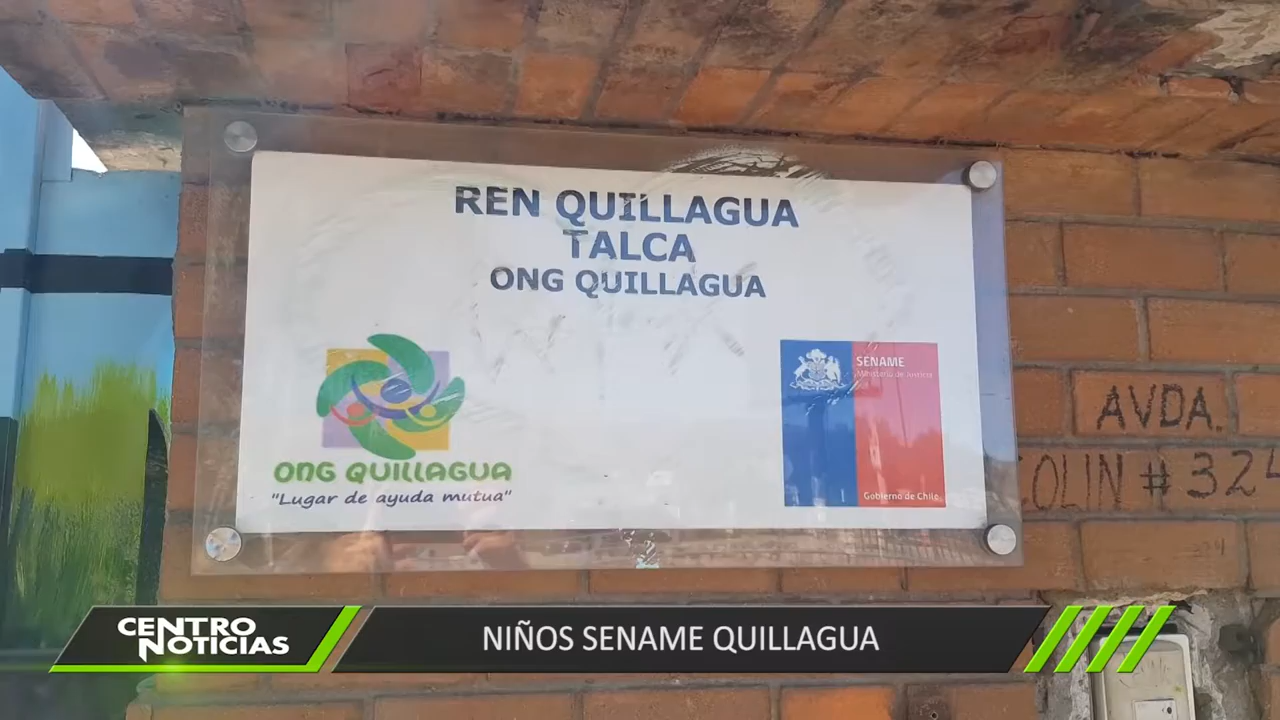 REN QUILLAGUA
TALCA
ONG QUILLAGUA
SENAME
Ministerio de Justicia
Gobierno de Chile
ONG QUILLAGUA
"Lugar de ayuda mutua"
AVDA.
COLIN # 324
CENTRO
NOTICIAS
NIÑOS SENAME QUILLAGUA